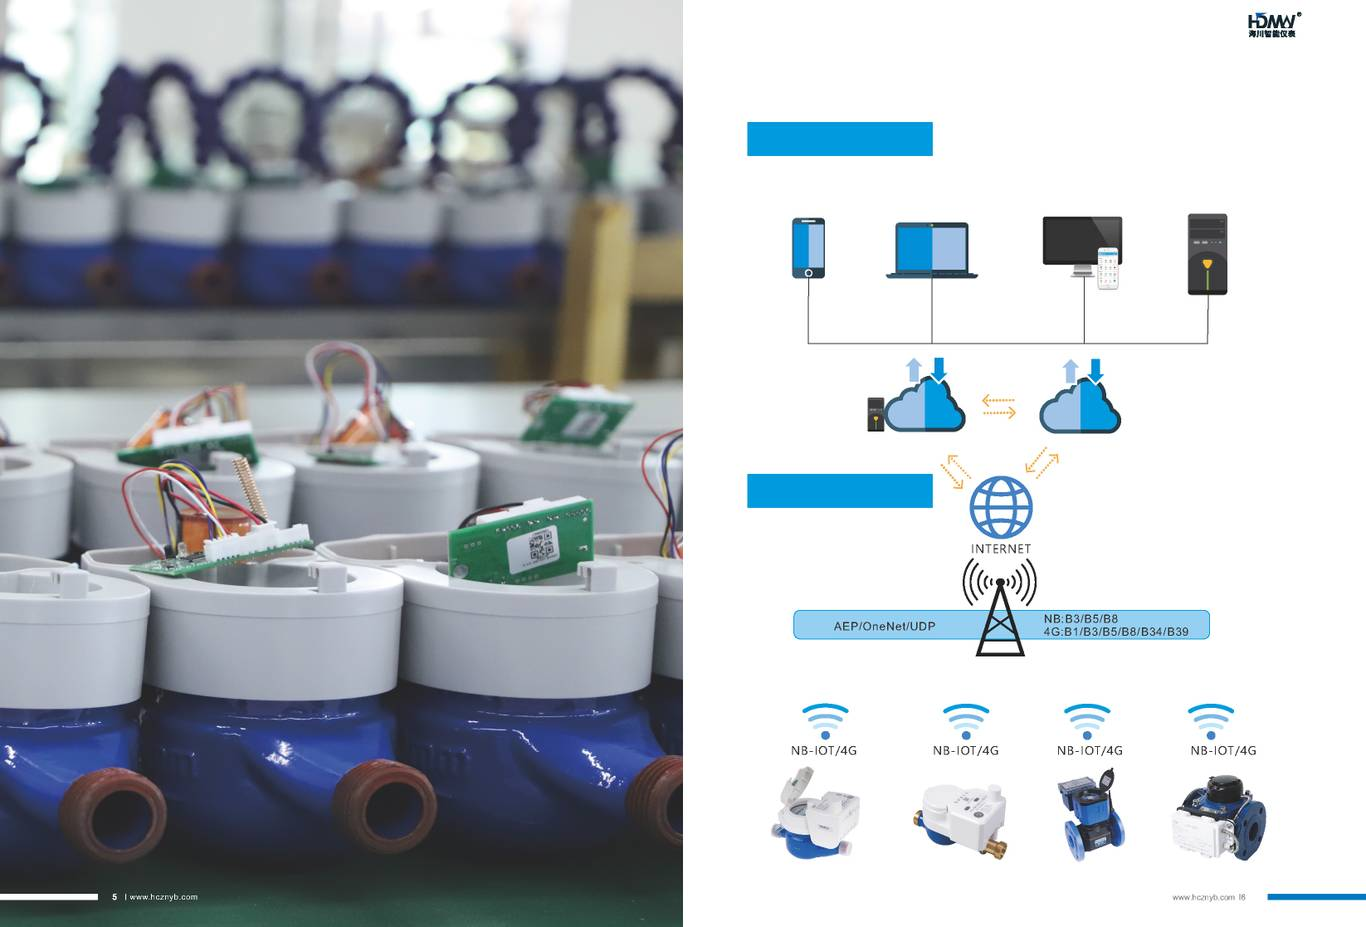 5 | www.hcznyb.com
HDMW®
海川智能仪表
INTERNET
AEP/OneNet/UDP
NB:B3/B5/B8
4G:B1/B3/B5/B8/B34/B39
NB-IOT/4G
NB-IOT/4G
NB-IOT/4G
NB-IOT/4G
www.hcznyb.com I6